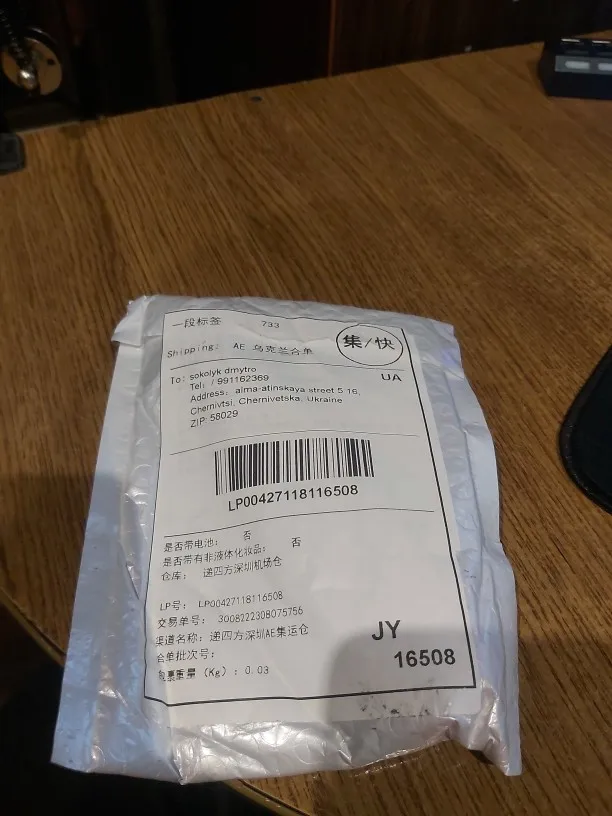 一段标签 733
Shipping: AE 乌克兰合单
集/快
UA
To: sokolyk dmytro
Tel: / 991162369
Address: alma-atinskaya street 5 16,
Chernivtsi, Chernivetska, Ukraine
ZIP: 58029
LP00427118116508
是否带电池: 否
是否带有非液体化妆品: 否
仓库: 递四方深圳机场仓
LP号: LP00427118116508
交易单号: 3008222308075756
渠道名称: 递四方深圳AE集运仓
合单批次号:
包裹重量 (Kg) : 0.03
JY
16508